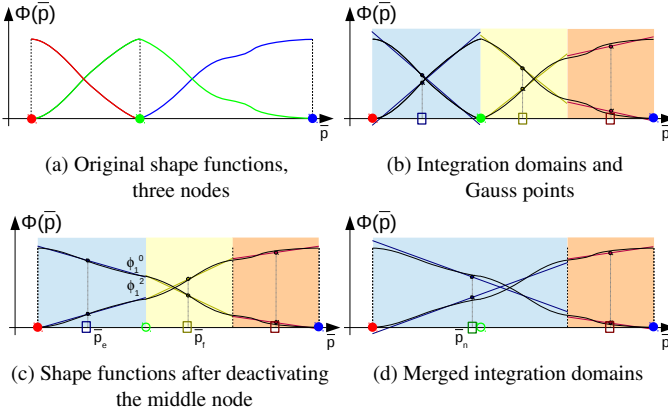 Φ(p̅)
p̅
(a) Original shape functions,
three nodes
Φ(p̅)
p̅
(b) Integration domains and
Gauss points
Φ(p̅)
ϕ₁⁰
ϕ₁²
p̅ₑ
p̅_f
p̅
(c) Shape functions after deactivating
the middle node
Φ(p̅)
p̅ₙ
p̅
(d) Merged integration domains